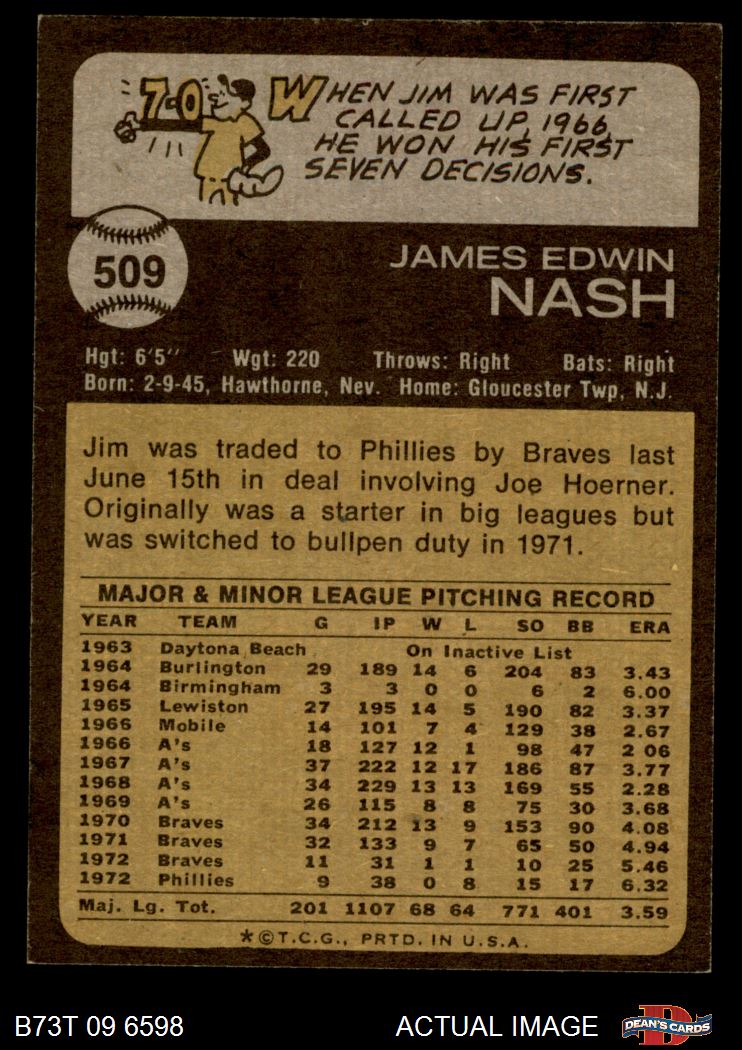 7-0
WHEN JIM WAS FIRST
CALLED UP, 1966,
HE WON HIS FIRST
SEVEN DECISIONS.
509
JAMES EDWIN
NASH
Hgt: 6'5" Wgt: 220 Throws: Right Bats: Right
Born: 2-9-45, Hawthorne, Nev. Home: Gloucester Twp, N.J.
Jim was traded to Phillies by Braves last
June 15th in deal involving Joe Hoerner.
Originally was a starter in big leagues but
was switched to bullpen duty in 1971.
MAJOR & MINOR LEAGUE PITCHING RECORD
YEAR TEAM G IP W L SO BB ERA
1963 Daytona Beach On Inactive List
1964 Burlington 29 189 14 6 204 83 3.43
1964 Birmingham 3 3 0 0 6 2 6.00
1965 Lewiston 27 195 14 5 190 82 3.37
1966 Mobile 14 101 7 4 129 38 2.67
1966 A's 18 127 12 1 98 47 2 06
1967 A's 37 222 12 17 186 87 3.77
1968 A's 34 229 13 13 169 55 2.28
1969 A's 26 115 8 8 75 30 3.68
1970 Braves 34 212 13 9 153 90 4.08
1971 Braves 32 133 9 7 65 50 4.94
1972 Braves 11 31 1 1 10 25 5.46
1972 Phillies 9 38 0 8 15 17 6.32
Maj. Lg. Tot. 201 1107 68 64 771 401 3.59
*©T.C.G., PRTD. IN U.S.A.
B73T 09 6598 ACTUAL IMAGE D DEAN'S CARDS